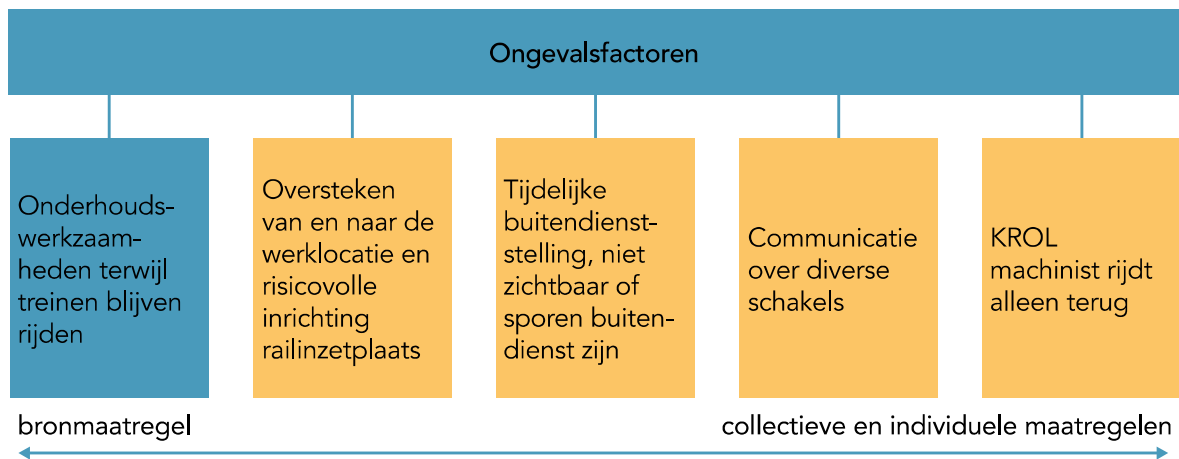 Ongevalsfactoren
Onderhouds-
werkzaam-
heden terwijl
treinen blijven
rijden
Oversteken
van en naar de
werklocatie en
risicovolle
inrichting
railinzetplaats
Tijdelijke
buitendienst-
stelling, niet
zichtbaar of
sporen buiten-
dienst zijn
Communicatie
over diverse
schakels
KROL
machinist rijdt
alleen terug
bronmaatregel
collectieve en individuele maatregelen